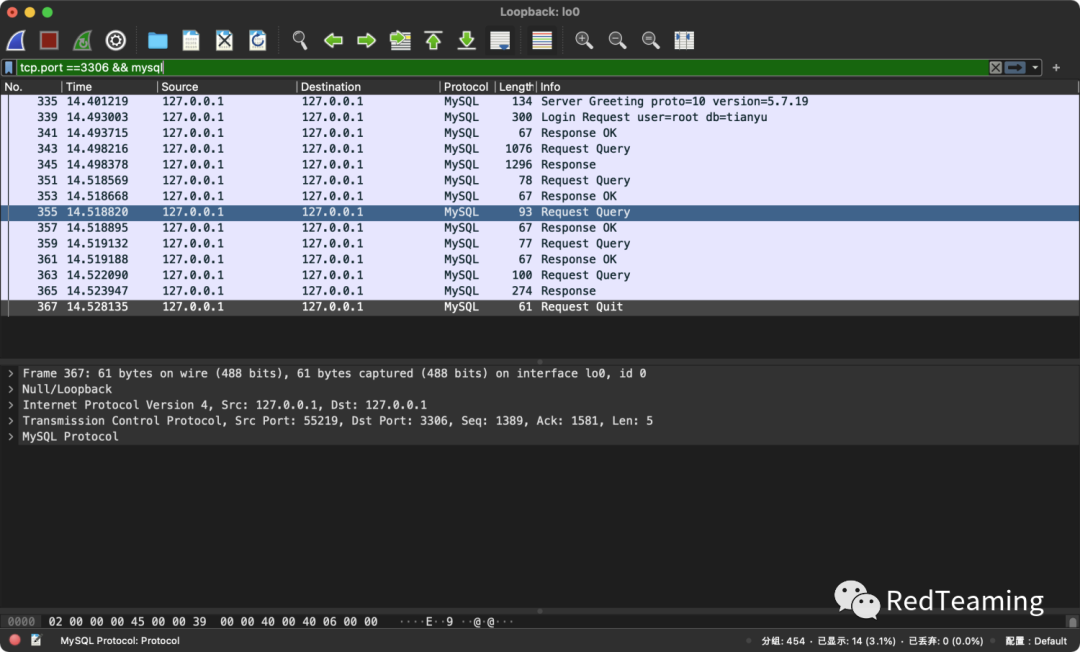 Loopback: lo0
tcp.port ==3306 && mysql
+
No. Time Source Destination Protocol Length Info
335 14.401219 127.0.0.1 127.0.0.1 MySQL 134 Server Greeting proto=10 version=5.7.19
339 14.493003 127.0.0.1 127.0.0.1 MySQL 300 Login Request user=root db=tianyu
341 14.493715 127.0.0.1 127.0.0.1 MySQL 67 Response OK
343 14.498216 127.0.0.1 127.0.0.1 MySQL 1076 Request Query
345 14.498378 127.0.0.1 127.0.0.1 MySQL 1296 Response
351 14.518569 127.0.0.1 127.0.0.1 MySQL 78 Request Query
353 14.518668 127.0.0.1 127.0.0.1 MySQL 67 Response OK
355 14.518820 127.0.0.1 127.0.0.1 MySQL 93 Request Query
357 14.518895 127.0.0.1 127.0.0.1 MySQL 67 Response OK
359 14.519132 127.0.0.1 127.0.0.1 MySQL 77 Request Query
361 14.519188 127.0.0.1 127.0.0.1 MySQL 67 Response OK
363 14.522090 127.0.0.1 127.0.0.1 MySQL 100 Request Query
365 14.523947 127.0.0.1 127.0.0.1 MySQL 274 Response
367 14.528135 127.0.0.1 127.0.0.1 MySQL 61 Request Quit
> Frame 367: 61 bytes on wire (488 bits), 61 bytes captured (488 bits) on interface lo0, id 0
> Null/Loopback
> Internet Protocol Version 4, Src: 127.0.0.1, Dst: 127.0.0.1
> Transmission Control Protocol, Src Port: 55219, Dst Port: 3306, Seq: 1389, Ack: 1581, Len: 5
> MySQL Protocol
RedTeaming
0000 02 00 00 00 45 00 00 39 00 00 40 00 40 06 00 00 ····E··9 ··@·@···
MySQL Protocol: Protocol
分组: 454 · 已显示: 14 (3.1%) · 已丢弃: 0 (0.0%)
配置：Default